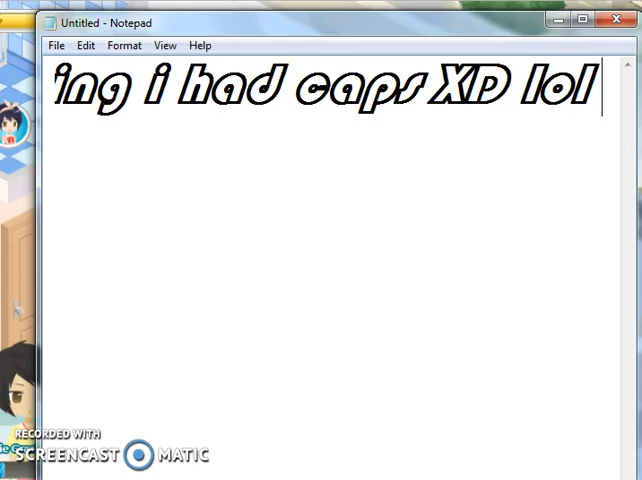 Untitled - Notepad
File Edit Format View Help
ing i had caps XD lol
RECORDED WITH
SCREENCAST MATIC